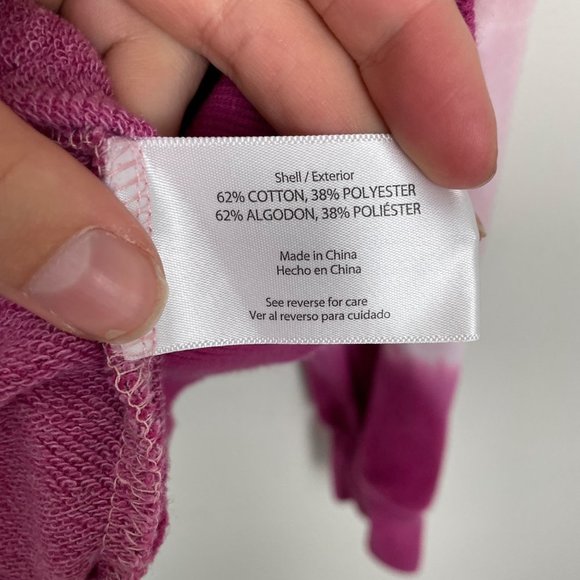 Shell / Exterior
62% COTTON, 38% POLYESTER
62% ALGODON, 38% POLIÉSTER
Made in China
Hecho en China
See reverse for care
Ver al reverso para cuidado